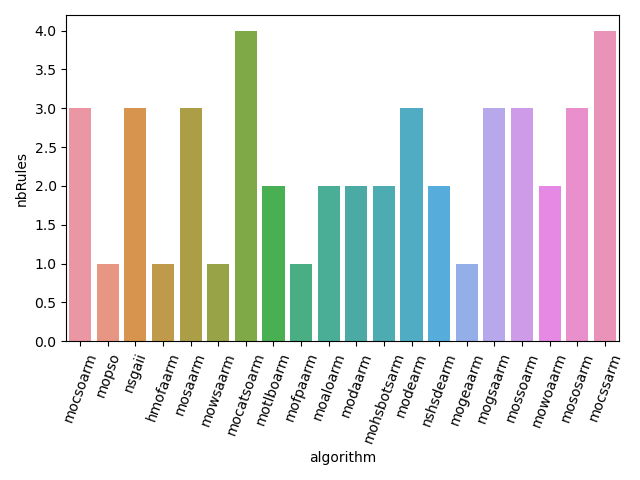 4.0
3.5
3.0
2.5
2.0
1.5
1.0
0.5
0.0
nbRules
mocsoarm
mopso
nsgaii
hmofaarm
mosaarm
mowsaarm
mocatsoarm
motlboarm
mofpaarm
moaloarm
modaarm
mohsbotsarm
modearm
nshsdearm
mogeaarm
mogsaarm
mossoarm
mowoaarm
mososarm
mocssarm
algorithm